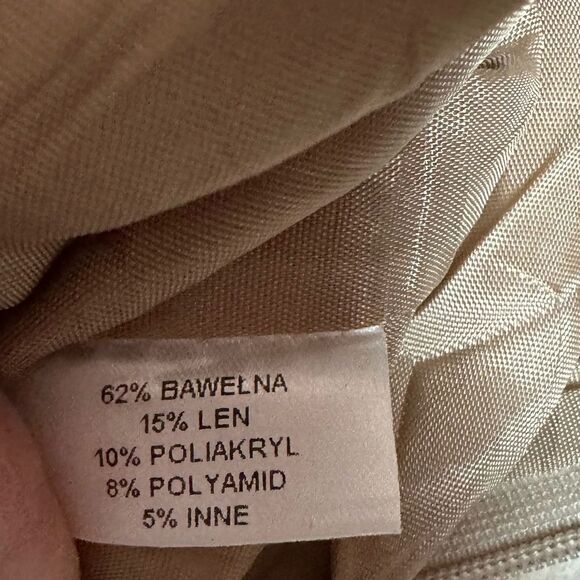 62% BAWEŁNA
15% LEN
10% POLIAKRYL
8% POLYAMID
5% INNE